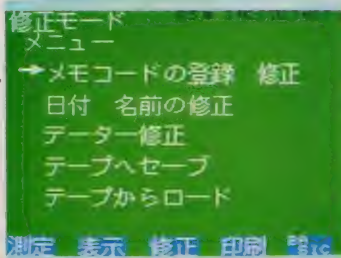 修正モード
メニュー
→メモコードの登録 修正
日付 名前の修正
データー修正
テープへセーブ
テープからロード
測定 表示 修正 印刷